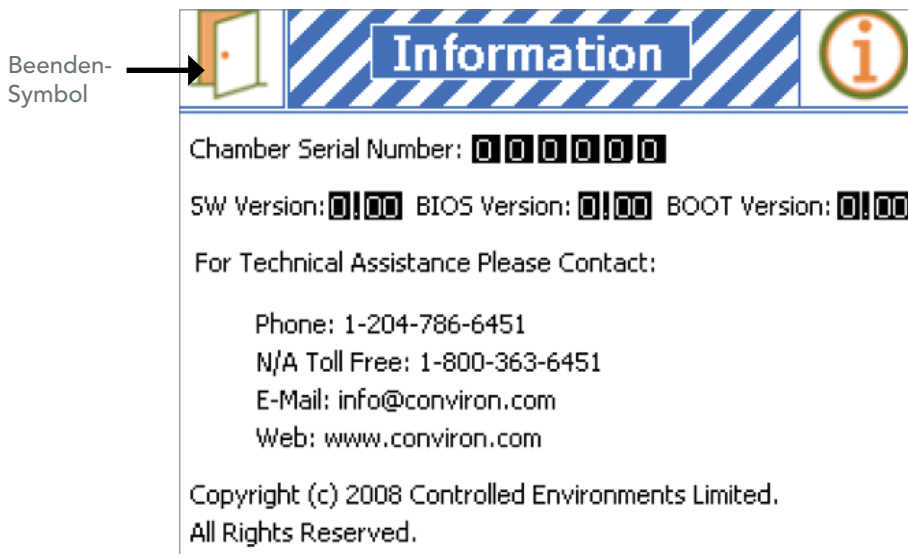 Beenden-
Symbol
Information
Chamber Serial Number: 000000
SW Version: 0.00 BIOS Version: 0.00 BOOT Version: 0.00
For Technical Assistance Please Contact:
Phone: 1-204-786-6451
N/A Toll Free: 1-800-363-6451
E-Mail: info@conviron.com
Web: www.conviron.com
Copyright (c) 2008 Controlled Environments Limited.
All Rights Reserved.